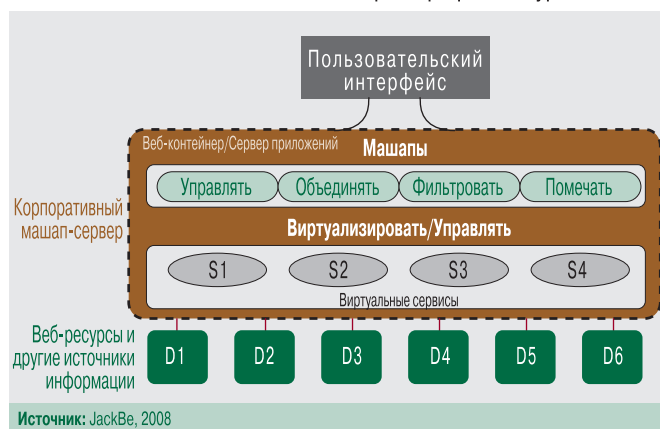 Пользовательский
интерфейс
Веб-контейнер/Сервер приложений
Машапы
Управлять Объединять Фильтровать Помечать
Корпоративный
машап-сервер
Виртуализировать/Управлять
S1 S2 S3 S4
Виртуальные сервисы
Веб-ресурсы и
другие источники
информации
D1 D2 D3 D4 D5 D6
Источник: JackBe, 2008